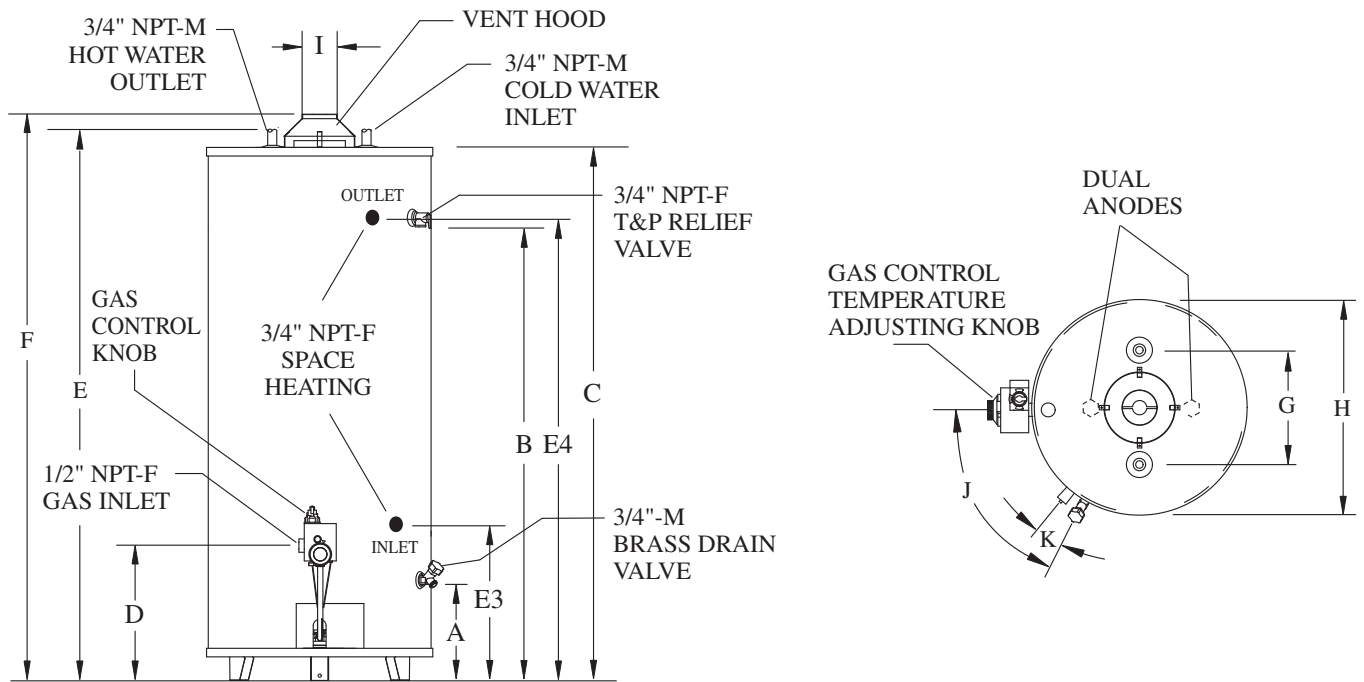 3/4" NPT-M
HOT WATER
OUTLET
I
VENT HOOD
3/4" NPT-M
COLD WATER
INLET
OUTLET
3/4" NPT-F
T&P RELIEF
VALVE
GAS
CONTROL
KNOB
3/4" NPT-F
SPACE
HEATING
F
E
C
B
E4
1/2" NPT-F
GAS INLET
INLET
3/4"-M
BRASS DRAIN
VALVE
D
E3
A
DUAL
ANODES
GAS CONTROL
TEMPERATURE
ADJUSTING KNOB
G
H
J
K